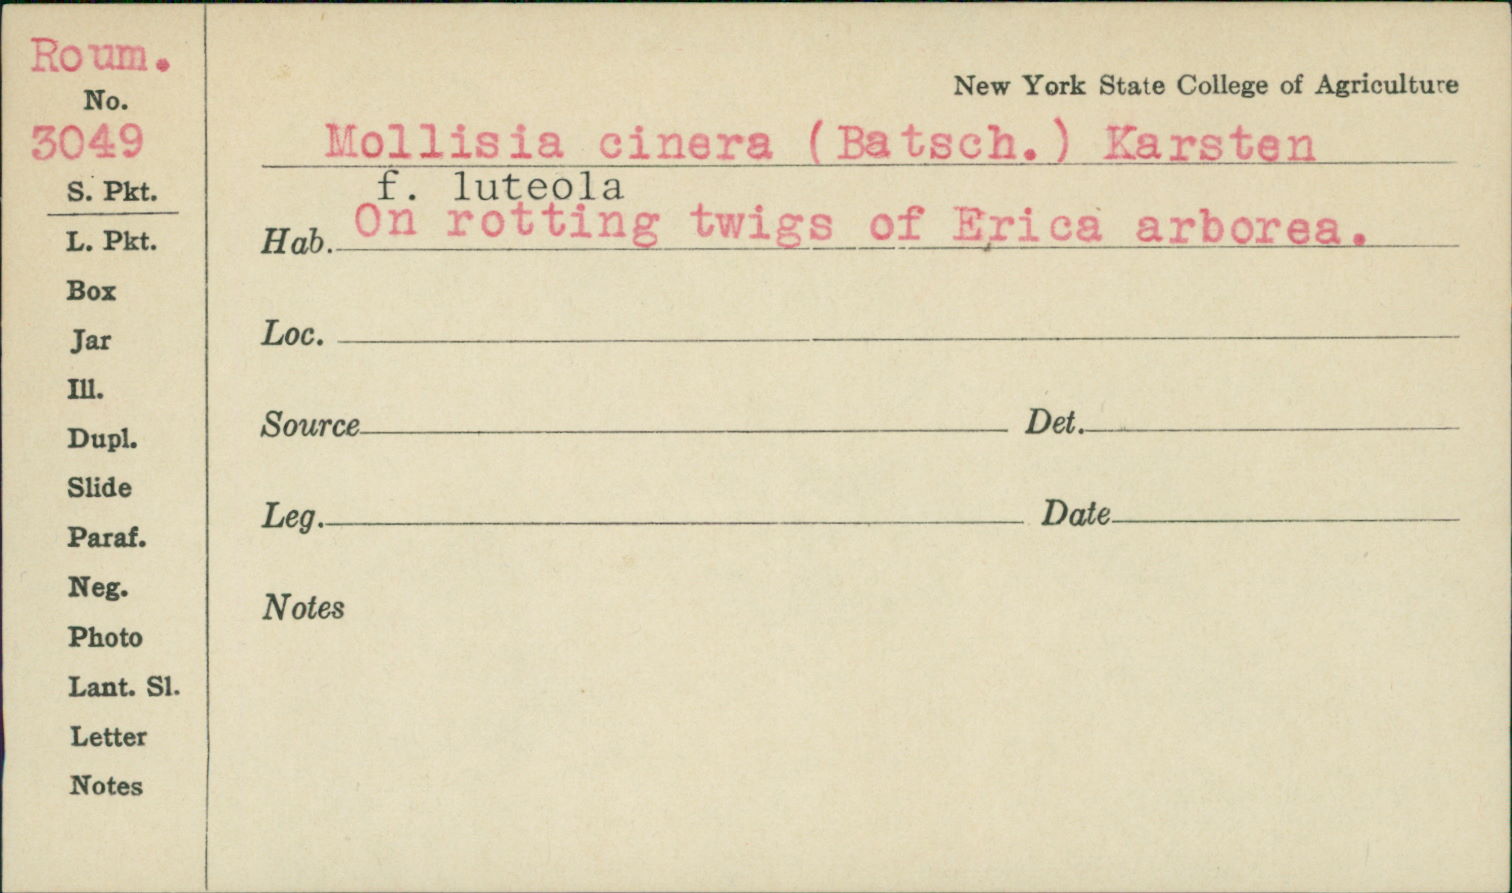 Roum.
No.
3049
S. Pkt.
L. Pkt.
Box
Jar
Ill.
Dupl.
Slide
Paraf.
Neg.
Photo
Lant. Sl.
Letter
Notes
New York State College of Agriculture
Mollisia cinera (Batsch.) Karsten
f. luteola
Hab. On rotting twigs of Erica arborea.
Loc.
Source Det.
Leg. Date
Notes